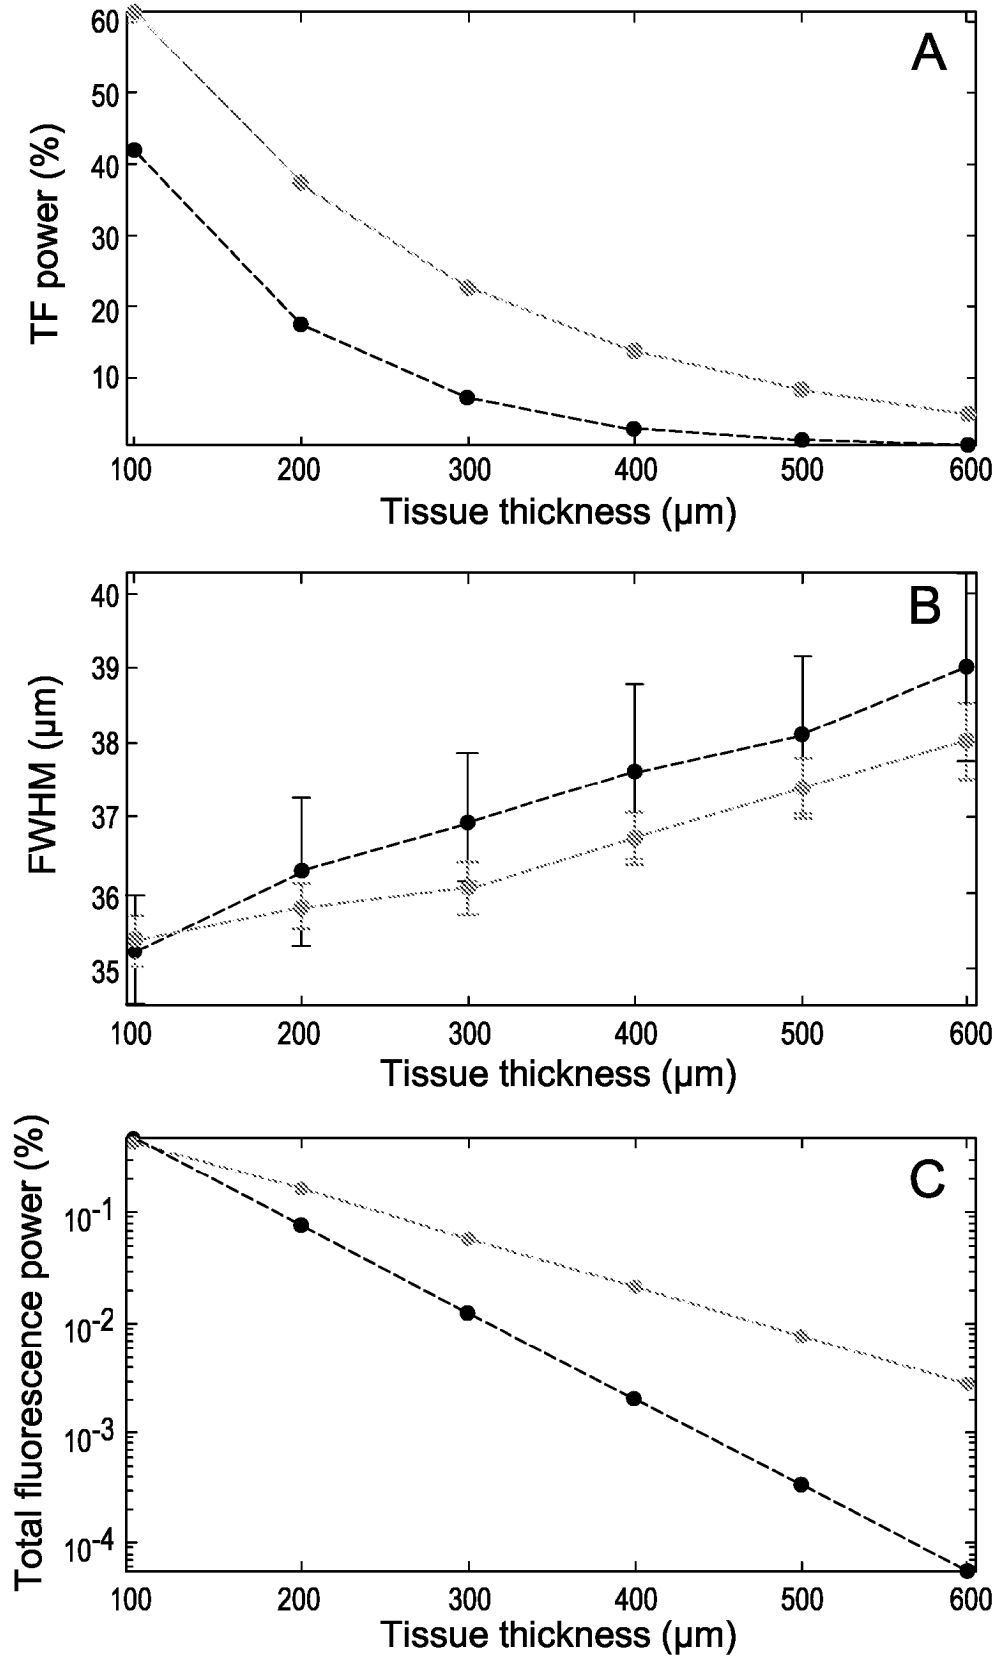 A
TF power (%)
60
50
40
30
20
10
100 200 300 400 500 600
Tissue thickness (µm)
B
FWHM (µm)
40
39
38
37
36
35
100 200 300 400 500 600
Tissue thickness (µm)
C
Total fluorescence power (%)
10⁻¹
10⁻²
10⁻³
10⁻⁴
100 200 300 400 500 600
Tissue thickness (µm)